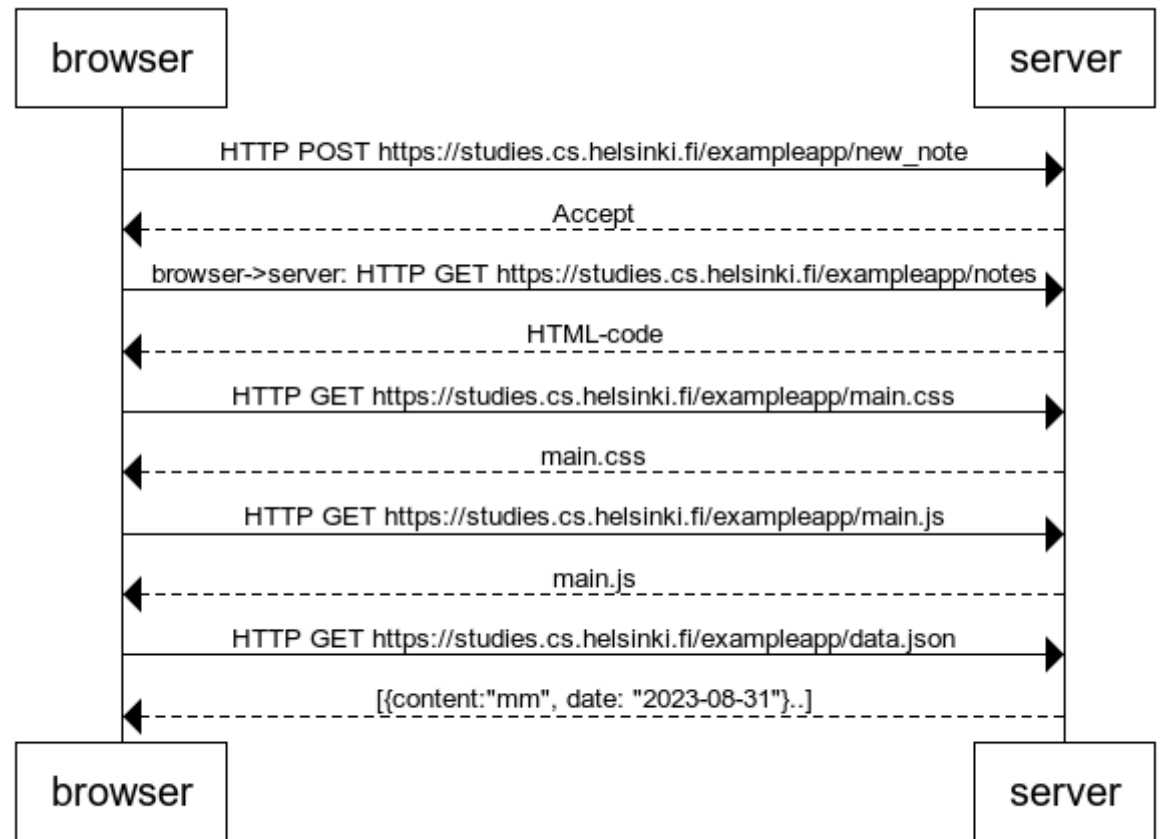 browser
server
HTTP POST https://studies.cs.helsinki.fi/exampleapp/new_note
Accept
browser->server: HTTP GET https://studies.cs.helsinki.fi/exampleapp/notes
HTML-code
HTTP GET https://studies.cs.helsinki.fi/exampleapp/main.css
main.css
HTTP GET https://studies.cs.helsinki.fi/exampleapp/main.js
main.js
HTTP GET https://studies.cs.helsinki.fi/exampleapp/data.json
[{content:"mm", date: "2023-08-31"}..]
browser
server